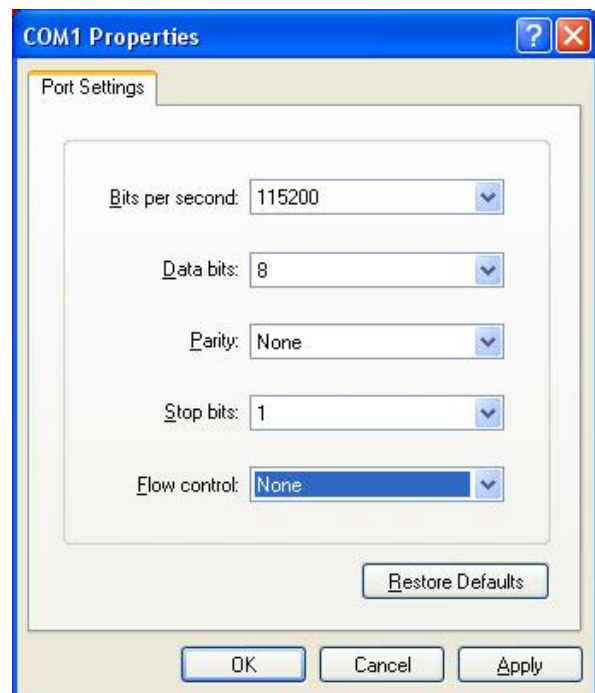 COM1 Properties
Port Settings
Bits per second: 115200
Data bits: 8
Parity: None
Stop bits: 1
Flow control: None
Restore Defaults
OK Cancel Apply